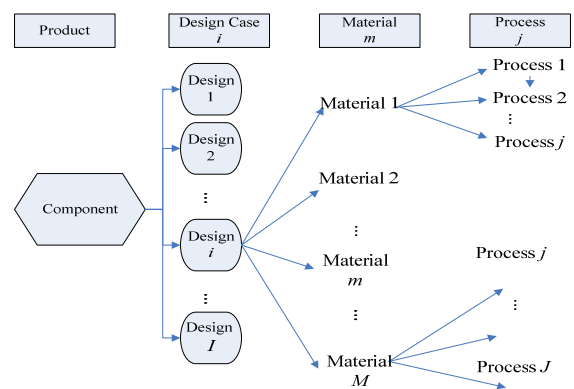 Product
Design Case
i
Material
m
Process
j
Design
1
Design
2
⋮
Component
Design
i
⋮
Design
I
Material 1
Material 2
⋮
Material
m
⋮
Material
M
Process 1
Process 2
⋮
Process j
Process j
⋮
Process J